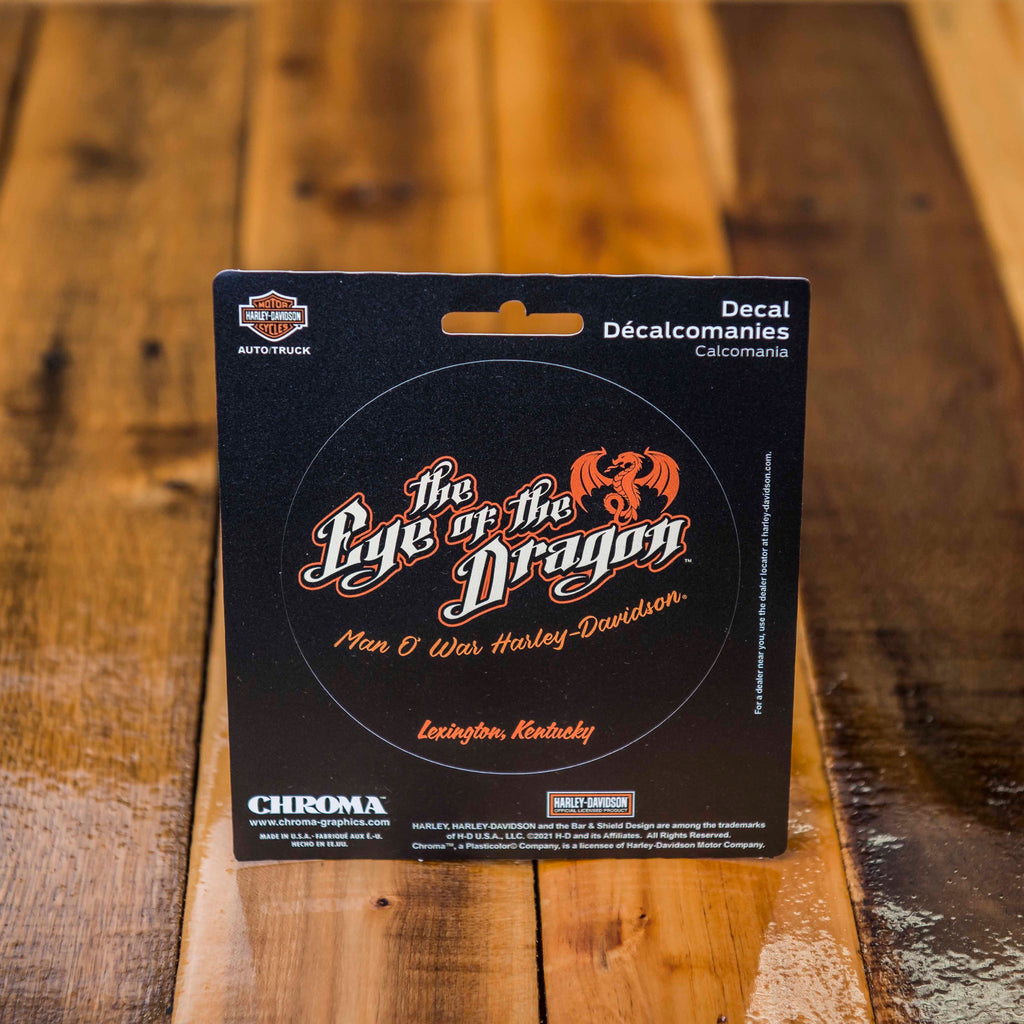 MOTOR
HARLEY-DAVIDSON
CYCLES
AUTO/TRUCK
Decal
Décalcomanies
Calcomania
the
Eye of the
Dragon™
Man O' War Harley-Davidson®
Lexington, Kentucky
For a dealer near you, use the dealer locator at harley-davidson.com.
CHROMA
www.chroma-graphics.com
MADE IN U.S.A. • FABRIQUÉ AUX É.-U.
HECHO EN EE.UU.
HARLEY-DAVIDSON
OFFICIAL LICENSED PRODUCT
HARLEY, HARLEY-DAVIDSON and the Bar & Shield Design are among the trademarks
of H-D U.S.A., LLC. ©2021 H-D and its Affiliates. All Rights Reserved.
Chroma™, a Plasticolor© Company, is a licensee of Harley-Davidson Motor Company.